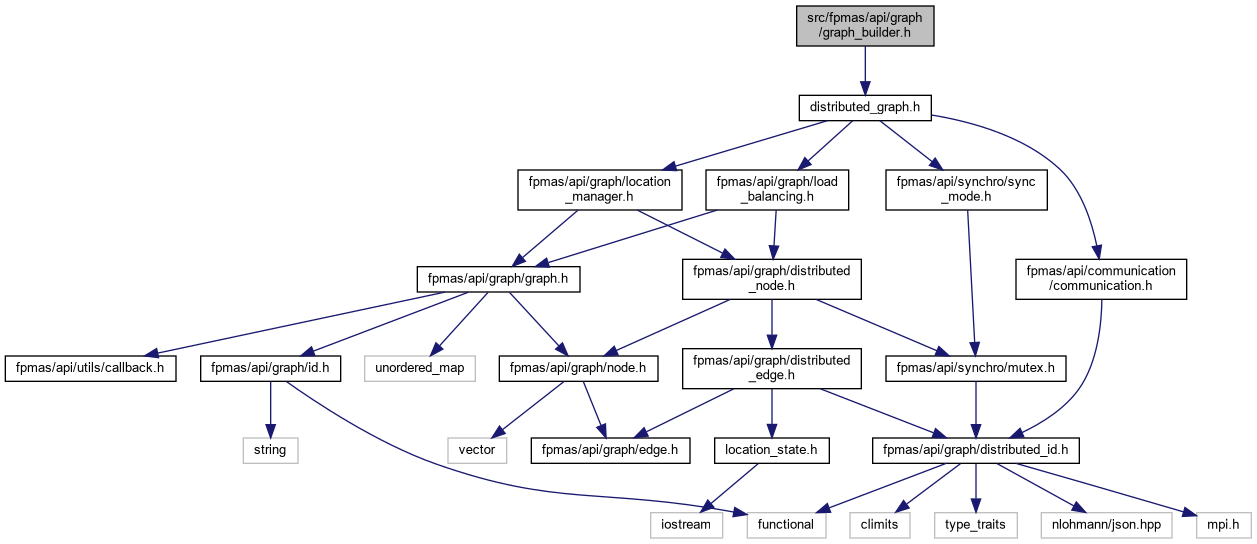 src/fpmas/api/graph
/graph_builder.h
distributed_graph.h
fpmas/api/graph/location
_manager.h
fpmas/api/graph/load
_balancing.h
fpmas/api/synchro/sync
_mode.h
fpmas/api/graph/graph.h
fpmas/api/graph/distributed
_node.h
fpmas/api/communication
/communication.h
fpmas/api/utils/callback.h
fpmas/api/graph/id.h
unordered_map
fpmas/api/graph/node.h
fpmas/api/graph/distributed
_edge.h
fpmas/api/synchro/mutex.h
string
vector
fpmas/api/graph/edge.h
location_state.h
fpmas/api/graph/distributed_id.h
iostream
functional
climits
type_traits
nlohmann/json.hpp
mpi.h